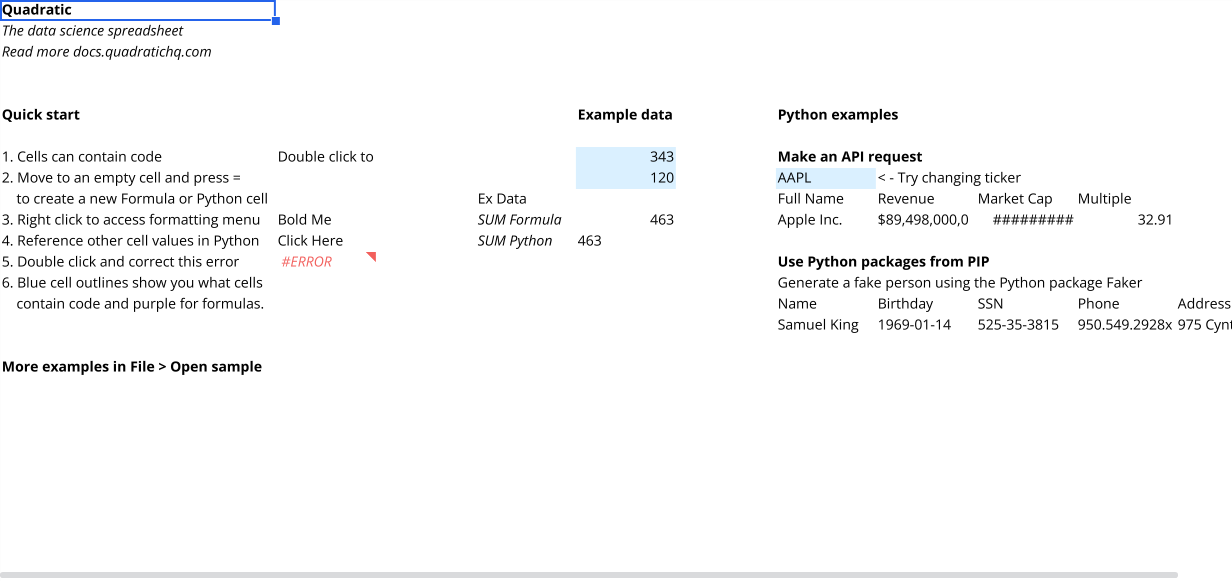 Quadratic
The data science spreadsheet
Read more docs.quadratichq.com
Quick start Example data Python examples
1. Cells can contain code Double click to 343 Make an API request
2. Move to an empty cell and press = 120 AAPL < - Try changing ticker
to create a new Formula or Python cell Ex Data Full Name Revenue Market Cap Multiple
3. Right click to access formatting menu Bold Me SUM Formula 463 Apple Inc. $89,498,000,0 ######### 32.91
4. Reference other cell values in Python Click Here SUM Python 463
5. Double click and correct this error #ERROR Use Python packages from PIP
6. Blue cell outlines show you what cells Generate a fake person using the Python package Faker
contain code and purple for formulas. Name Birthday SSN Phone Address
Samuel King 1969-01-14 525-35-3815 950.549.2928x 975 Cynt
More examples in File > Open sample